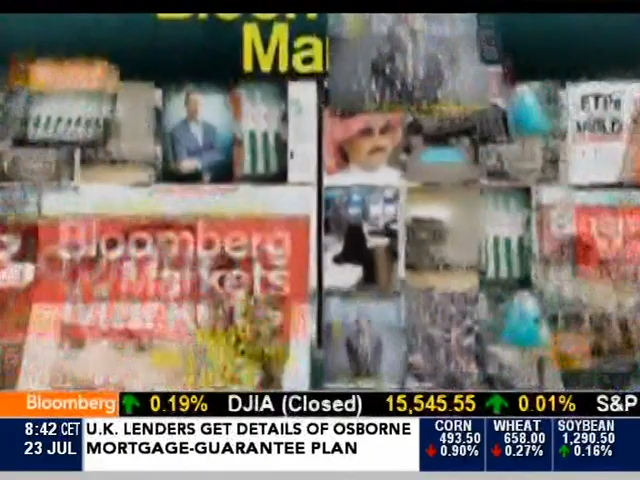 Bloom
Ma
ETPs
Bloomberg
Markets
Bloomberg 0.19% DJIA (Closed) 15,545.55 0.01% S&P
8:42 CET
23 JUL
U.K. LENDERS GET DETAILS OF OSBORNE
MORTGAGE-GUARANTEE PLAN
CORN
493.50
0.90%
WHEAT
658.00
0.27%
SOYBEAN
1,290.50
0.16%